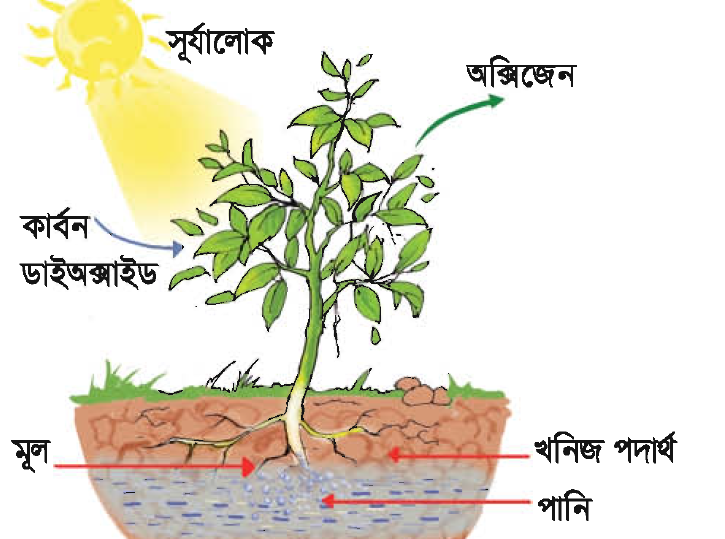 সূর্যালোক
অক্সিজেন
কার্বন
ডাইঅক্সাইড
মূল
খনিজ পদার্থ
পানি